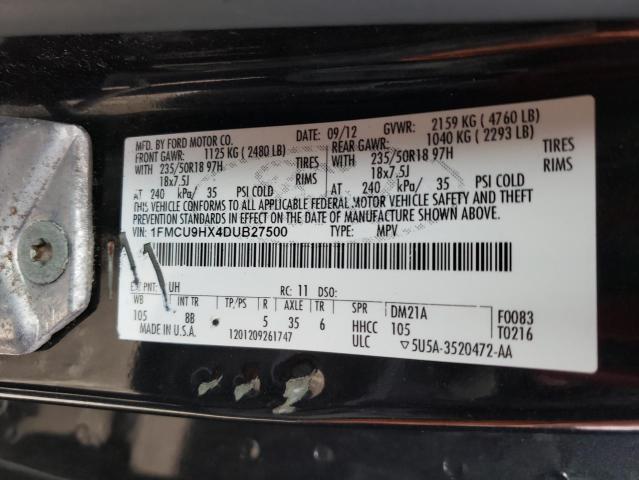 MFD. BY FORD MOTOR CO.
DATE: 09/12
GVWR: 2159 KG ( 4760 LB)
FRONT GAWR: 1125 KG ( 2480 LB)
REAR GAWR: 1040 KG ( 2293 LB)
WITH 235/50R18 97H TIRES
WITH 235/50R18 97H TIRES
18x7.5J RIMS
18x7.5J RIMS
AT 240 kPa/ 35 PSI COLD
AT 240 kPa/ 35 PSI COLD
THIS VEHICLE CONFORMS TO ALL APPLICABLE FEDERAL MOTOR VEHICLE SAFETY AND THEFT
PREVENTION STANDARDS IN EFFECT ON THE DATE OF MANUFACTURE SHOWN ABOVE.
VIN: 1FMCU9HX4DUB27500
TYPE: MPV
EXT PNT: UH RC: 11 DSO:
WB INT TR TP/PS R AXLE TR SPR DM21A F0083
105 BB 5 35 6 HHCC 105 T0216
MADE IN U.S.A. 1201209261747 ULC 5U5A-3520472-AA